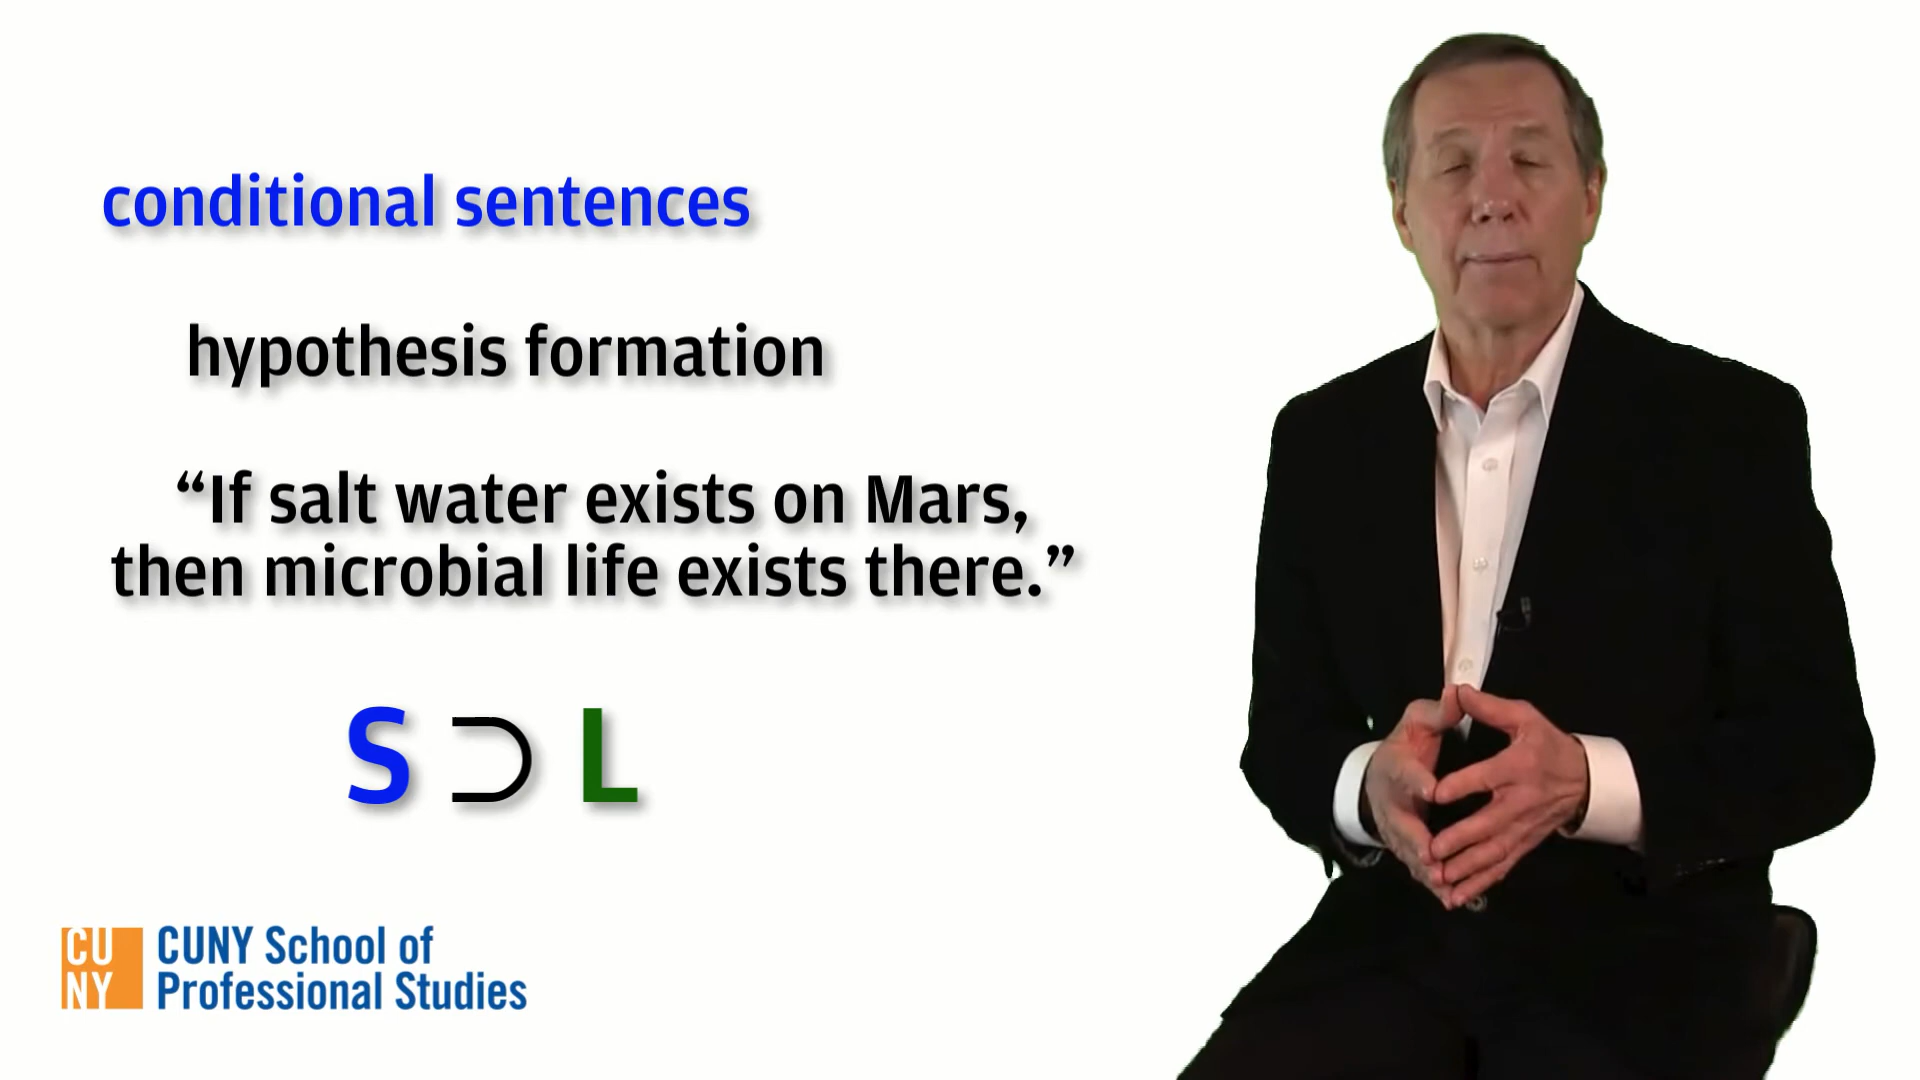 conditional sentences
hypothesis formation
“If salt water exists on Mars,
then microbial life exists there.”
S ⊃ L
CU
NY
CUNY School of
Professional Studies